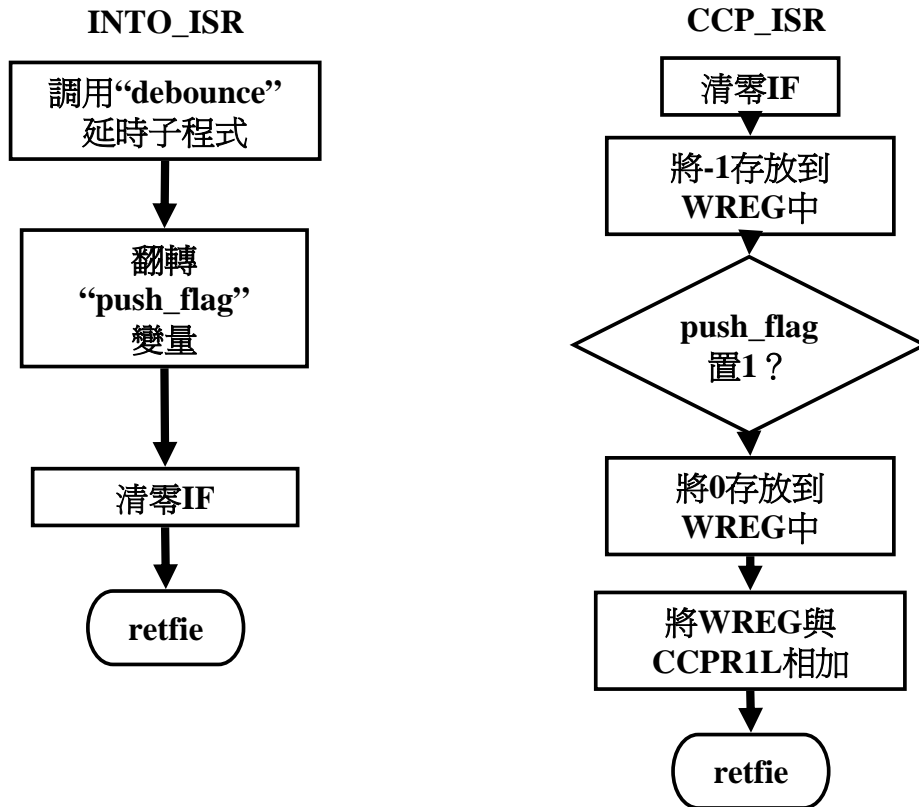 INTO_ISR
調用“debounce”
延時子程式
翻轉
“push_flag”
變量
清零IF
retfie
CCP_ISR
清零IF
將-1存放到
WREG中
push_flag
置1？
將0存放到
WREG中
將WREG與
CCPR1L相加
retfie